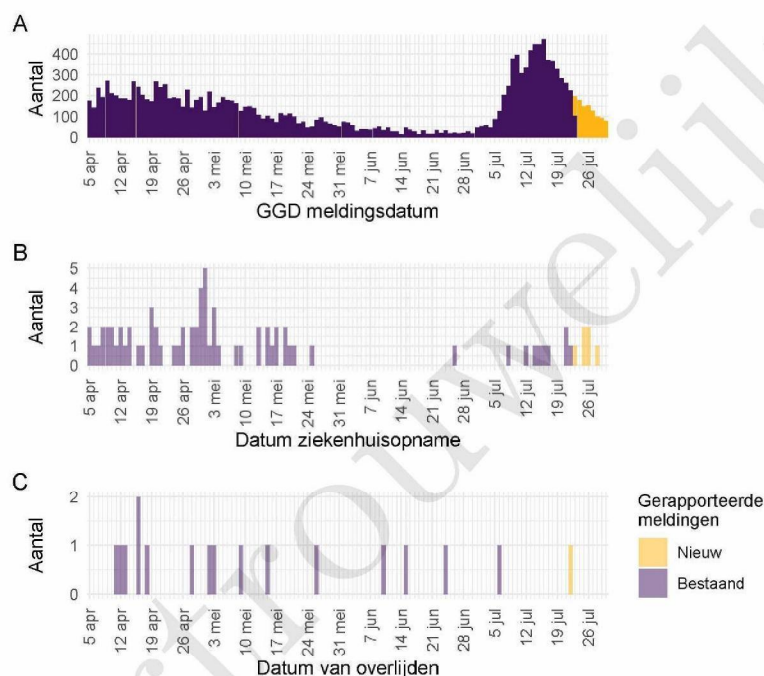 A
Aantal
400
300
200
100
0
5 apr
12 apr
19 apr
26 apr
3 mei
10 mei
17 mei
24 mei
31 mei
7 jun
14 jun
21 jun
28 jun
5 jul
12 jul
19 jul
26 jul
GGD meldingsdatum
B
Aantal
5
4
3
2
1
0
5 apr
12 apr
19 apr
26 apr
3 mei
10 mei
17 mei
24 mei
31 mei
7 jun
14 jun
21 jun
28 jun
5 jul
12 jul
19 jul
26 jul
Datum ziekenhuisopname
C
Aantal
2
1
0
5 apr
12 apr
19 apr
26 apr
3 mei
10 mei
17 mei
24 mei
31 mei
7 jun
14 jun
21 jun
28 jun
5 jul
12 jul
19 jul
26 jul
Datum van overlijden
Gerapporteerde
meldingen
Nieuw
Bestaand
rtrouwelijk